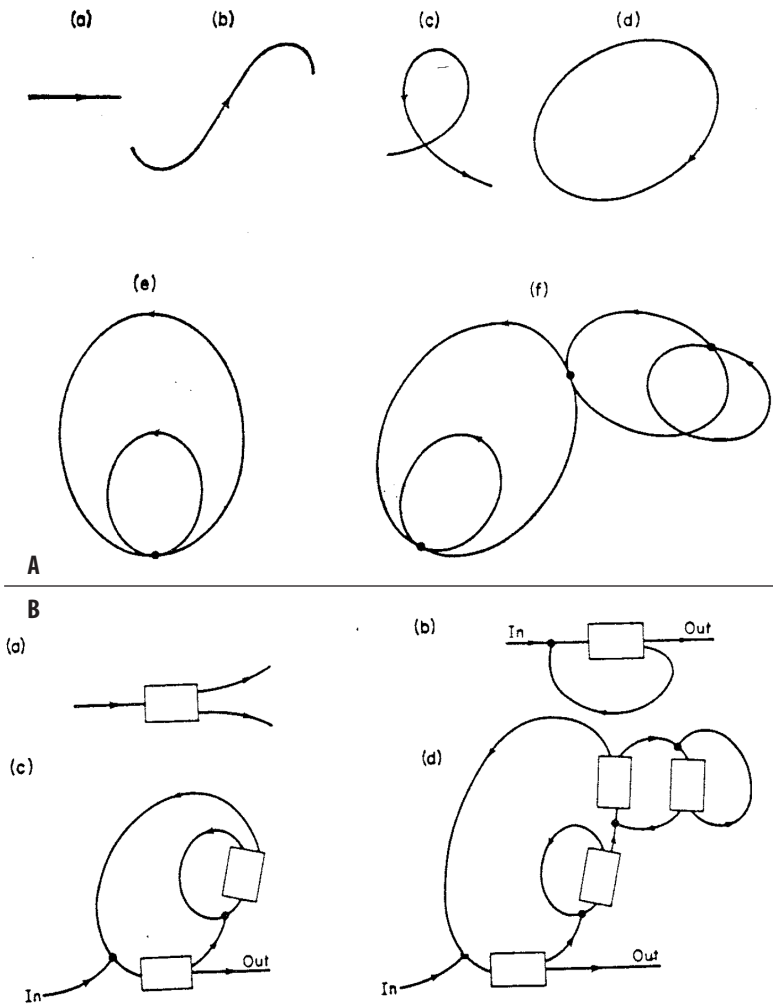 (a) (b) (c) (d)
(e) (f)
A
B
(a)
(b) In Out
(c)
(d)
In Out
In Out